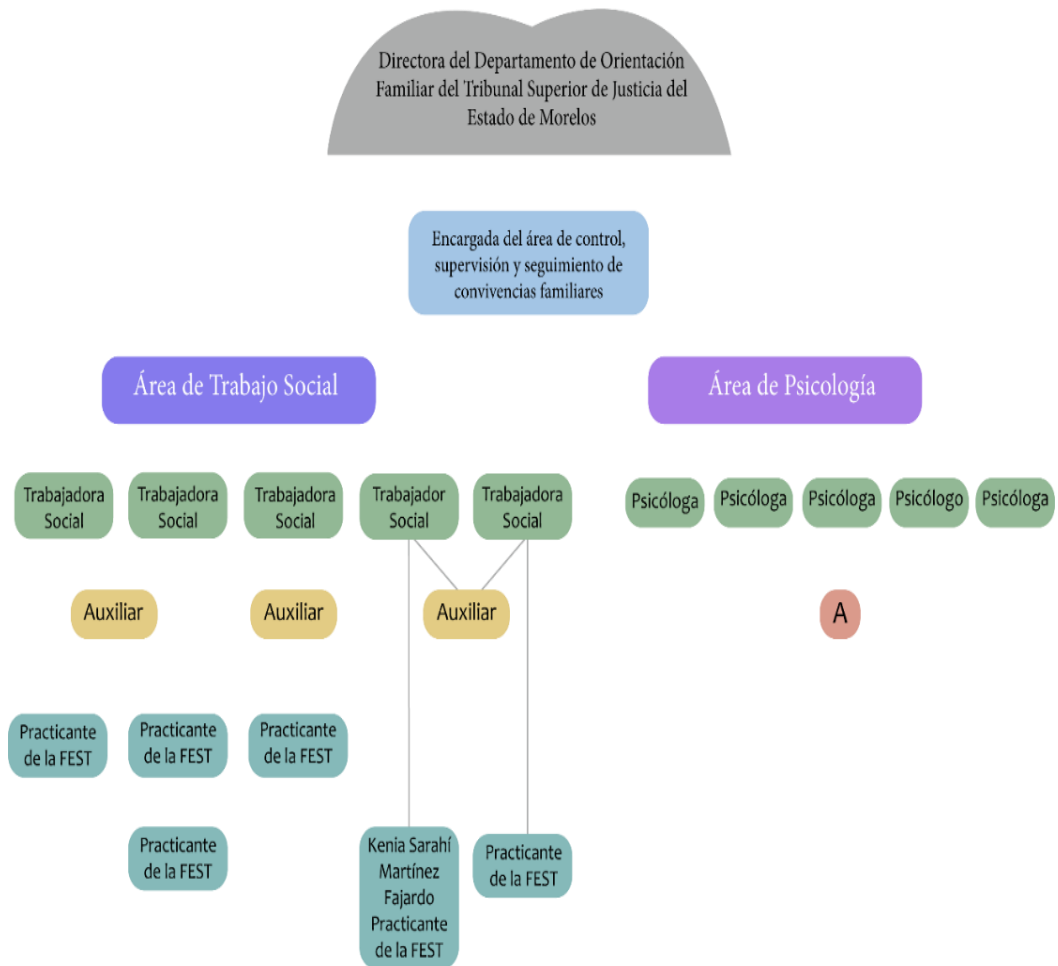 Directora del Departamento de Orientación
Familiar del Tribunal Superior de Justicia del
Estado de Morelos
Encargada del área de control,
supervisión y seguimiento de
convivencias familiares
Área de Trabajo Social
Área de Psicología
Trabajadora
Social
Trabajadora
Social
Trabajadora
Social
Trabajador
Social
Trabajadora
Social
Psicóloga
Psicóloga
Psicóloga
Psicólogo
Psicóloga
Auxiliar
Auxiliar
Auxiliar
A
Practicante
de la FEST
Practicante
de la FEST
Practicante
de la FEST
Practicante
de la FEST
Kenia Sarahí
Martínez
Fajardo
Practicante
de la FEST
Practicante
de la FEST